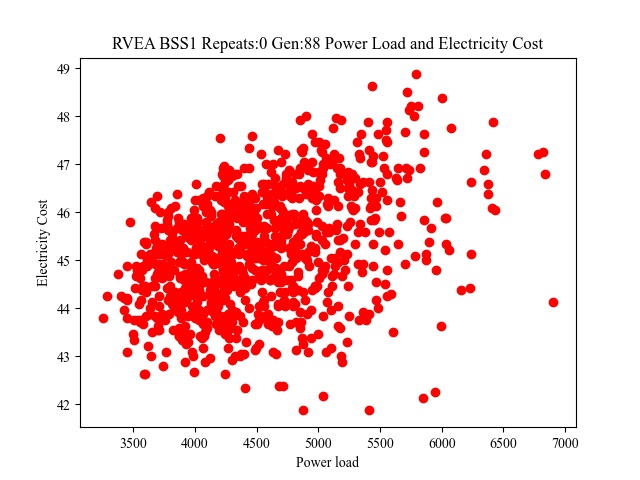 RVEA BSS1 Repeats:0 Gen:88 Power Load and Electricity Cost
49
48
47
46
45
44
43
42
Electricity Cost
3500 4000 4500 5000 5500 6000 6500 7000
Power load